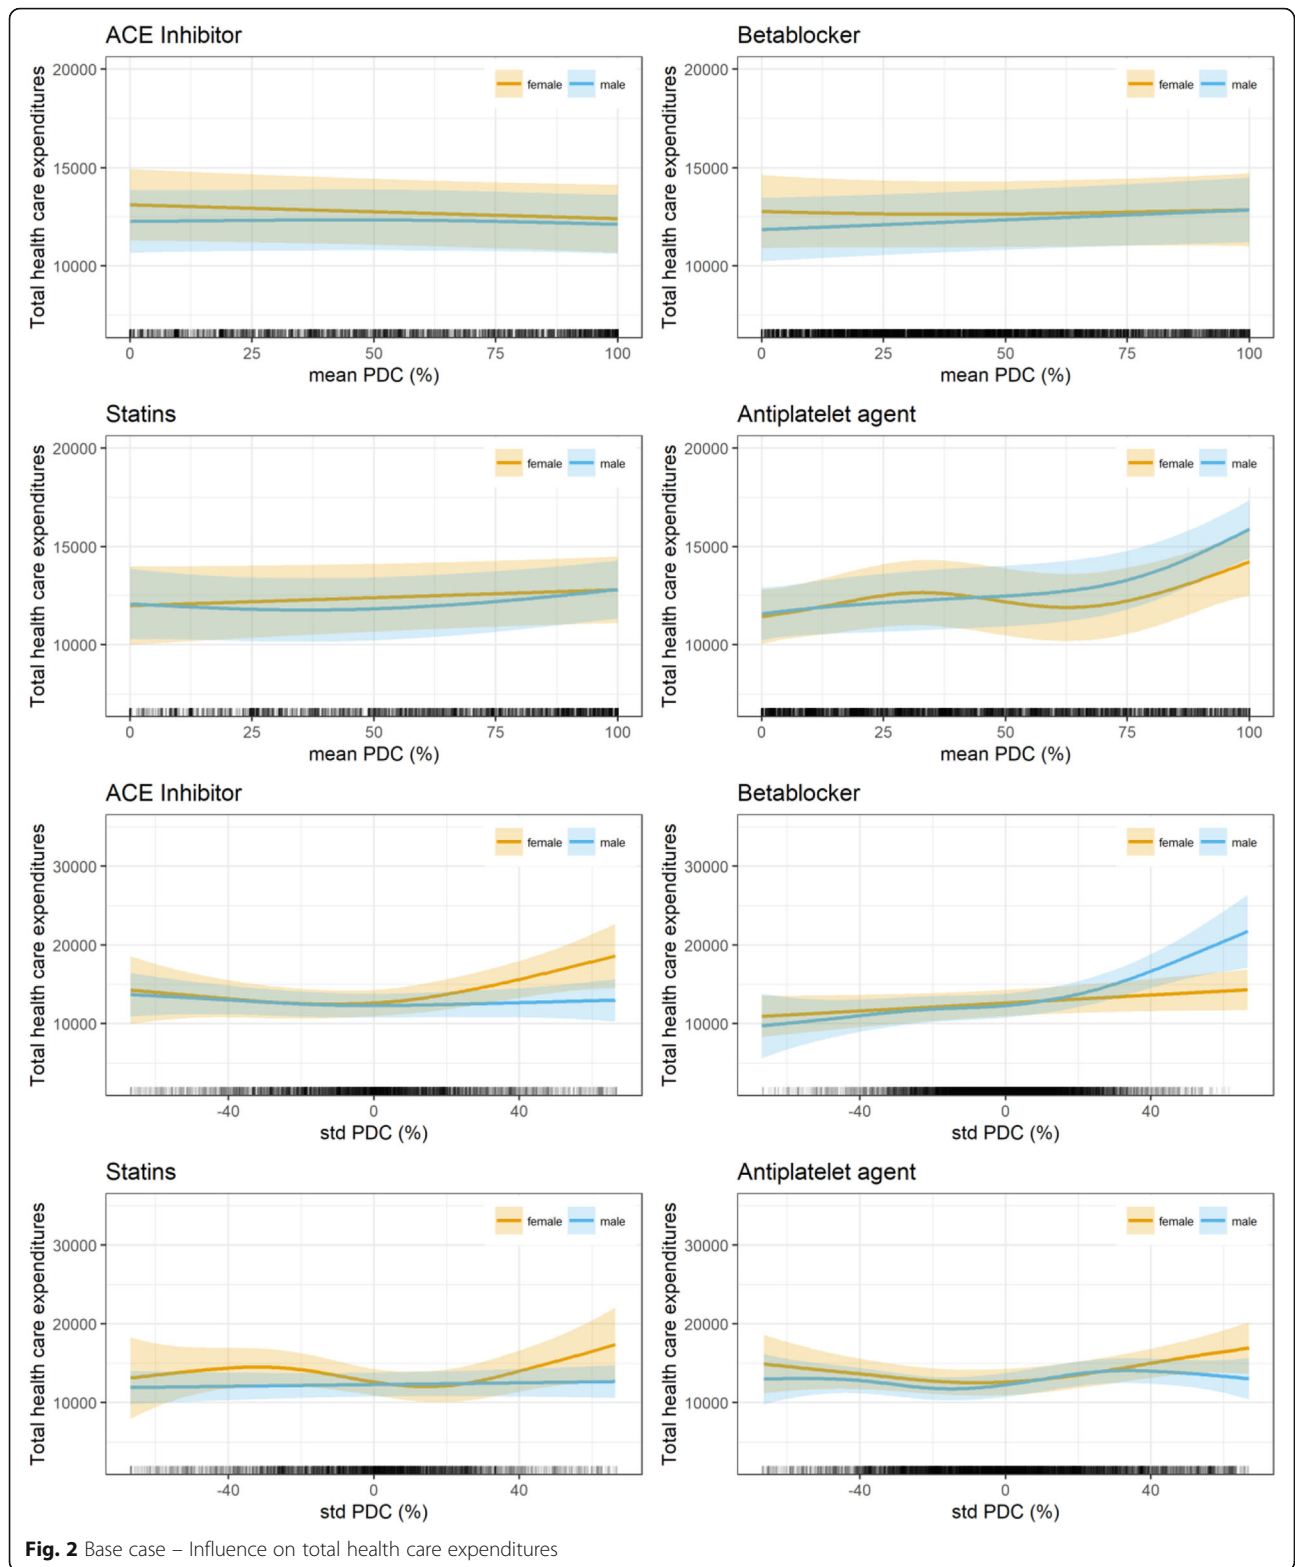 ACE Inhibitor
Total health care expenditures
20000
15000
10000
female male
0 25 50 75 100
mean PDC (%)
Betablocker
Total health care expenditures
20000
15000
10000
female male
0 25 50 75 100
mean PDC (%)
Statins
Total health care expenditures
20000
15000
10000
female male
0 25 50 75 100
mean PDC (%)
Antiplatelet agent
Total health care expenditures
20000
15000
10000
female male
0 25 50 75 100
mean PDC (%)
ACE Inhibitor
Total health care expenditures
30000
20000
10000
female male
-40 0 40
std PDC (%)
Betablocker
Total health care expenditures
30000
20000
10000
female male
-40 0 40
std PDC (%)
Statins
Total health care expenditures
30000
20000
10000
female male
-40 0 40
std PDC (%)
Antiplatelet agent
Total health care expenditures
30000
20000
10000
female male
-40 0 40
std PDC (%)
Fig. 2 Base case – Influence on total health care expenditures